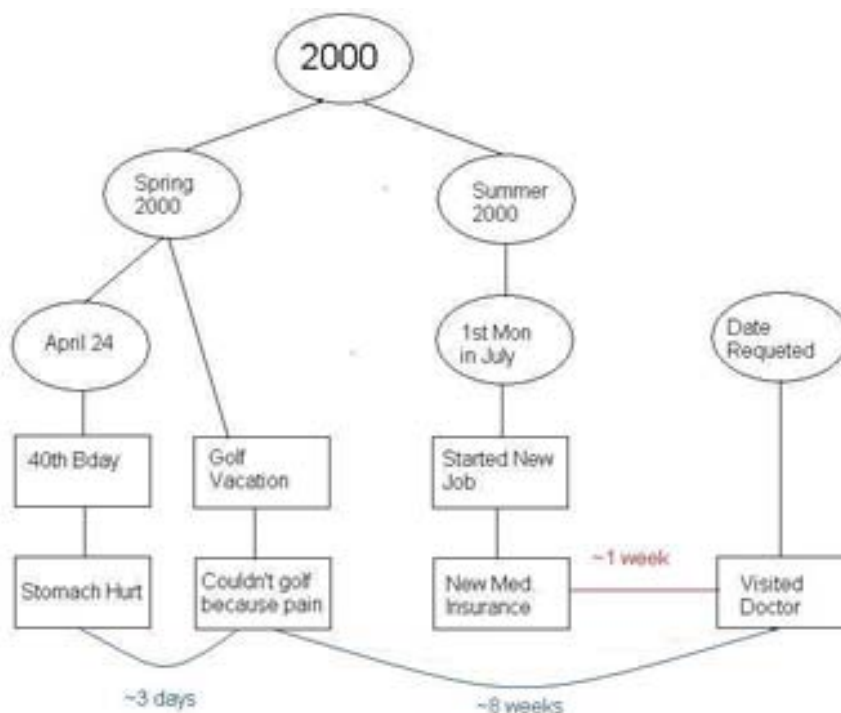 2000
Spring
2000
Summer
2000
April 24
1st Mon
in July
Date
Requeted
40th Bday
Golf
Vacation
Started New
Job
Stomach Hurt
Couldn't golf
because pain
New Med.
Insurance
~1 week
Visited
Doctor
~3 days
~8 weeks